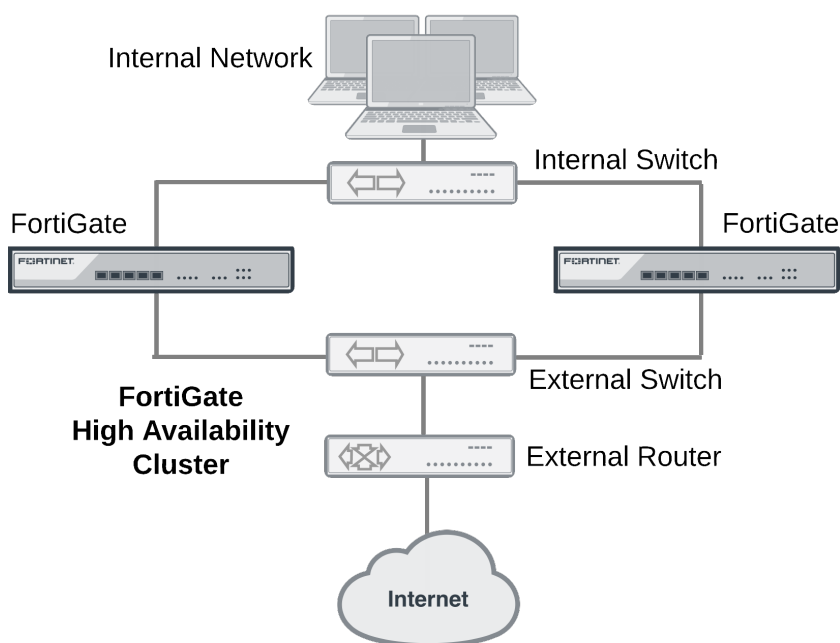 Internal Network
Internal Switch
FortiGate
FortiGate
FORTINET
FORTINET
External Switch
FortiGate
High Availability
Cluster
External Router
Internet